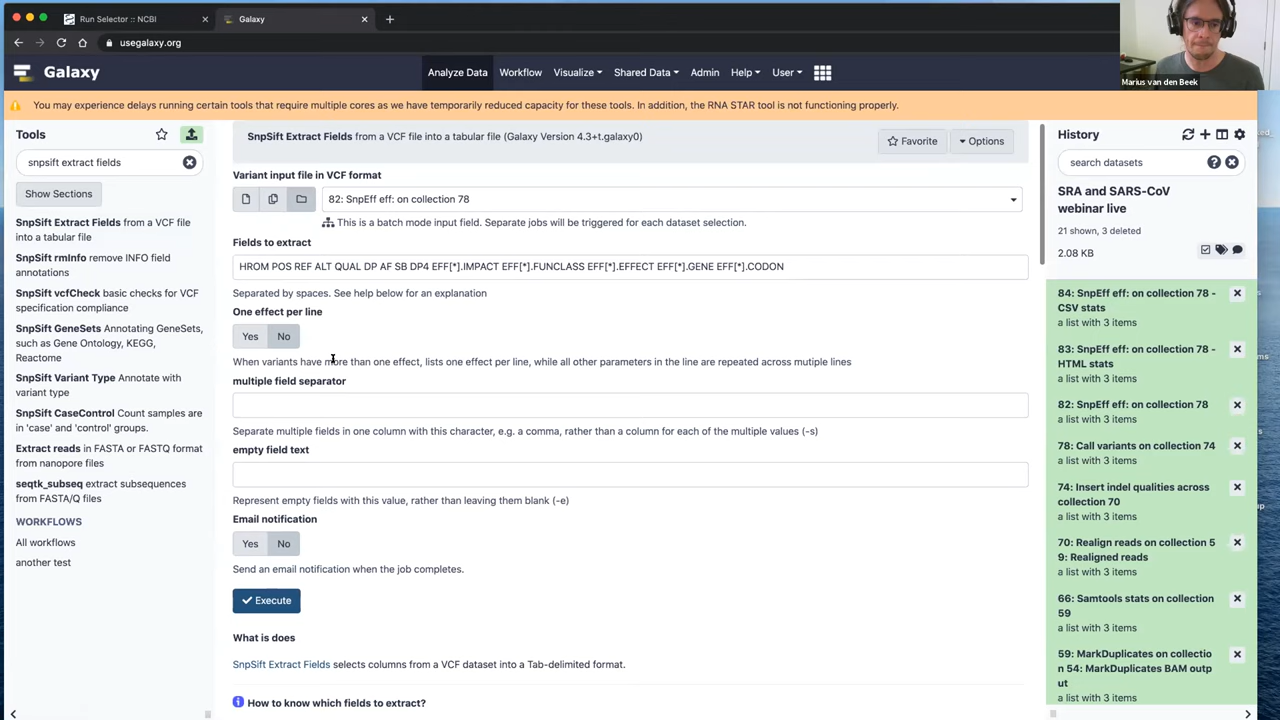 Run Selector :: NCBI
Galaxy
usegalaxy.org
Marius van den Beek
Galaxy
Analyze Data
Workflow
Visualize
Shared Data
Admin
Help
User
You may experience delays running certain tools that require multiple cores as we have temporarily reduced capacity for these tools. In addition, the RNA STAR tool is not functioning properly.
Tools
snpsift extract fields
Show Sections
SnpSift Extract Fields from a VCF file
into a tabular file
SnpSift rmInfo remove INFO field
annotations
SnpSift vcfCheck basic checks for VCF
specification compliance
SnpSift GeneSets Annotating GeneSets,
such as Gene Ontology, KEGG,
Reactome
SnpSift Variant Type Annotate with
variant type
SnpSift CaseControl Count samples are
in 'case' and 'control' groups.
Extract reads in FASTA or FASTQ format
from nanopore files
seqtk_subseq extract subsequences
from FASTA/Q files
WORKFLOWS
All workflows
another test
SnpSift Extract Fields from a VCF file into a tabular file (Galaxy Version 4.3+t.galaxy0)
Favorite
Options
Variant input file in VCF format
82: SnpEff eff: on collection 78
This is a batch mode input field. Separate jobs will be triggered for each dataset selection.
Fields to extract
HROM POS REF ALT QUAL DP AF SB DP4 EFF[*].IMPACT EFF[*].FUNCLASS EFF[*].EFFECT EFF[*].GENE EFF[*].CODON
Separated by spaces. See help below for an explanation
One effect per line
Yes
No
When variants have more than one effect, lists one effect per line, while all other parameters in the line are repeated across mutiple lines
multiple field separator
Separate multiple fields in one column with this character, e.g. a comma, rather than a column for each of the multiple values (-s)
empty field text
Represent empty fields with this value, rather than leaving them blank (-e)
Email notification
Yes
No
Send an email notification when the job completes.
Execute
What is does
SnpSift Extract Fields selects columns from a VCF dataset into a Tab-delimited format.
How to know which fields to extract?
History
search datasets
SRA and SARS-CoV
webinar live
21 shown, 3 deleted
2.08 KB
84: SnpEff eff: on collection 78 -
CSV stats
a list with 3 items
83: SnpEff eff: on collection 78 -
HTML stats
a list with 3 items
82: SnpEff eff: on collection 78
a list with 3 items
78: Call variants on collection 74
a list with 3 items
74: Insert indel qualities across
collection 70
a list with 3 items
70: Realign reads on collection 5
9: Realigned reads
a list with 3 items
66: Samtools stats on collection
59
a list with 3 items
59: MarkDuplicates on collectio
n 54: MarkDuplicates BAM outp
ut
a list with 3 items